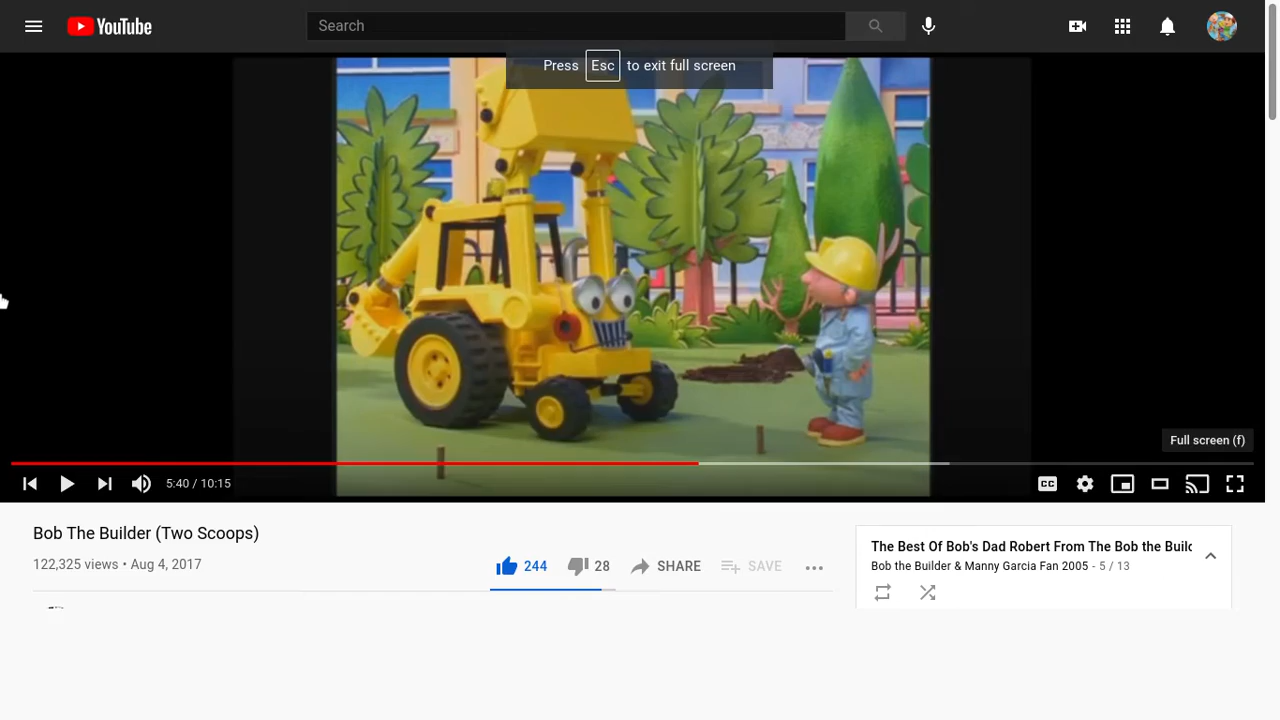 YouTube
Search
Press Esc to exit full screen
Full screen (f)
5:40 / 10:15
CC
Bob The Builder (Two Scoops)
122,325 views • Aug 4, 2017
244
28
SHARE
SAVE
The Best Of Bob's Dad Robert From The Bob the Builc
Bob the Builder & Manny Garcia Fan 2005 - 5 / 13